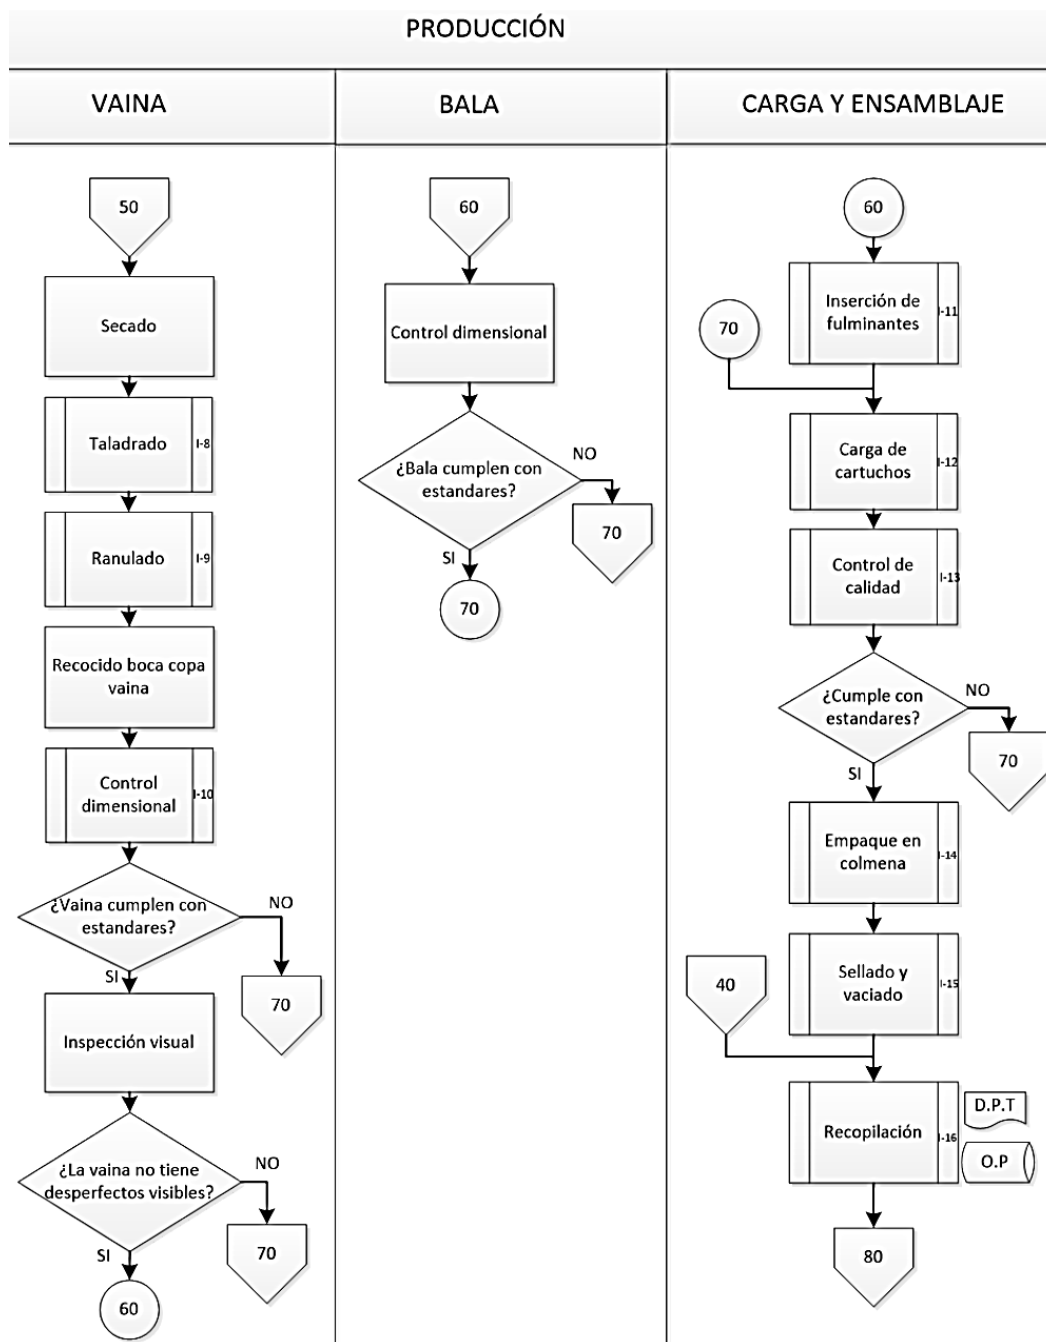 PRODUCCIÓN
VAINA
50
Secado
Taladrado
I-8
Ranulado
I-9
Recocido boca copa
vaina
Control
dimensional
I-10
¿Vaina cumplen con
estandares?
NO
70
SI
Inspección visual
¿La vaina no tiene
desperfectos visibles?
NO
70
SI
60
BALA
60
Control dimensional
¿Bala cumplen con
estandares?
NO
70
SI
70
CARGA Y ENSAMBLAJE
60
Inserción de
fulminantes
I-11
70
Carga de
cartuchos
I-12
Control de
calidad
I-13
¿Cumple con
estandares?
NO
70
SI
Empaque en
colmena
I-14
Sellado y
vaciado
I-15
40
Recopilación
I-16
D.P.T
O.P
80